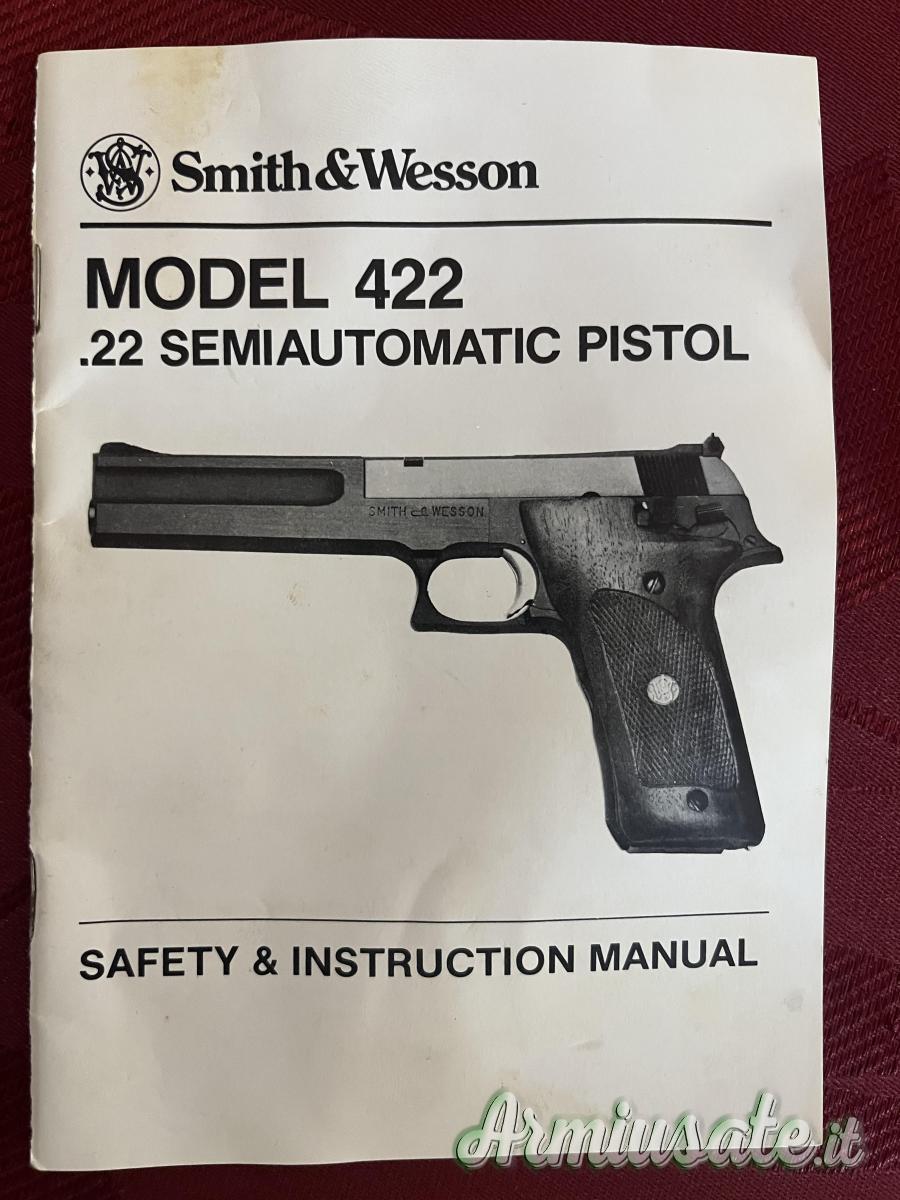 Smith & Wesson
MODEL 422
.22 SEMIAUTOMATIC PISTOL
SMITH & WESSON
SAFETY & INSTRUCTION MANUAL
Armiusate.it